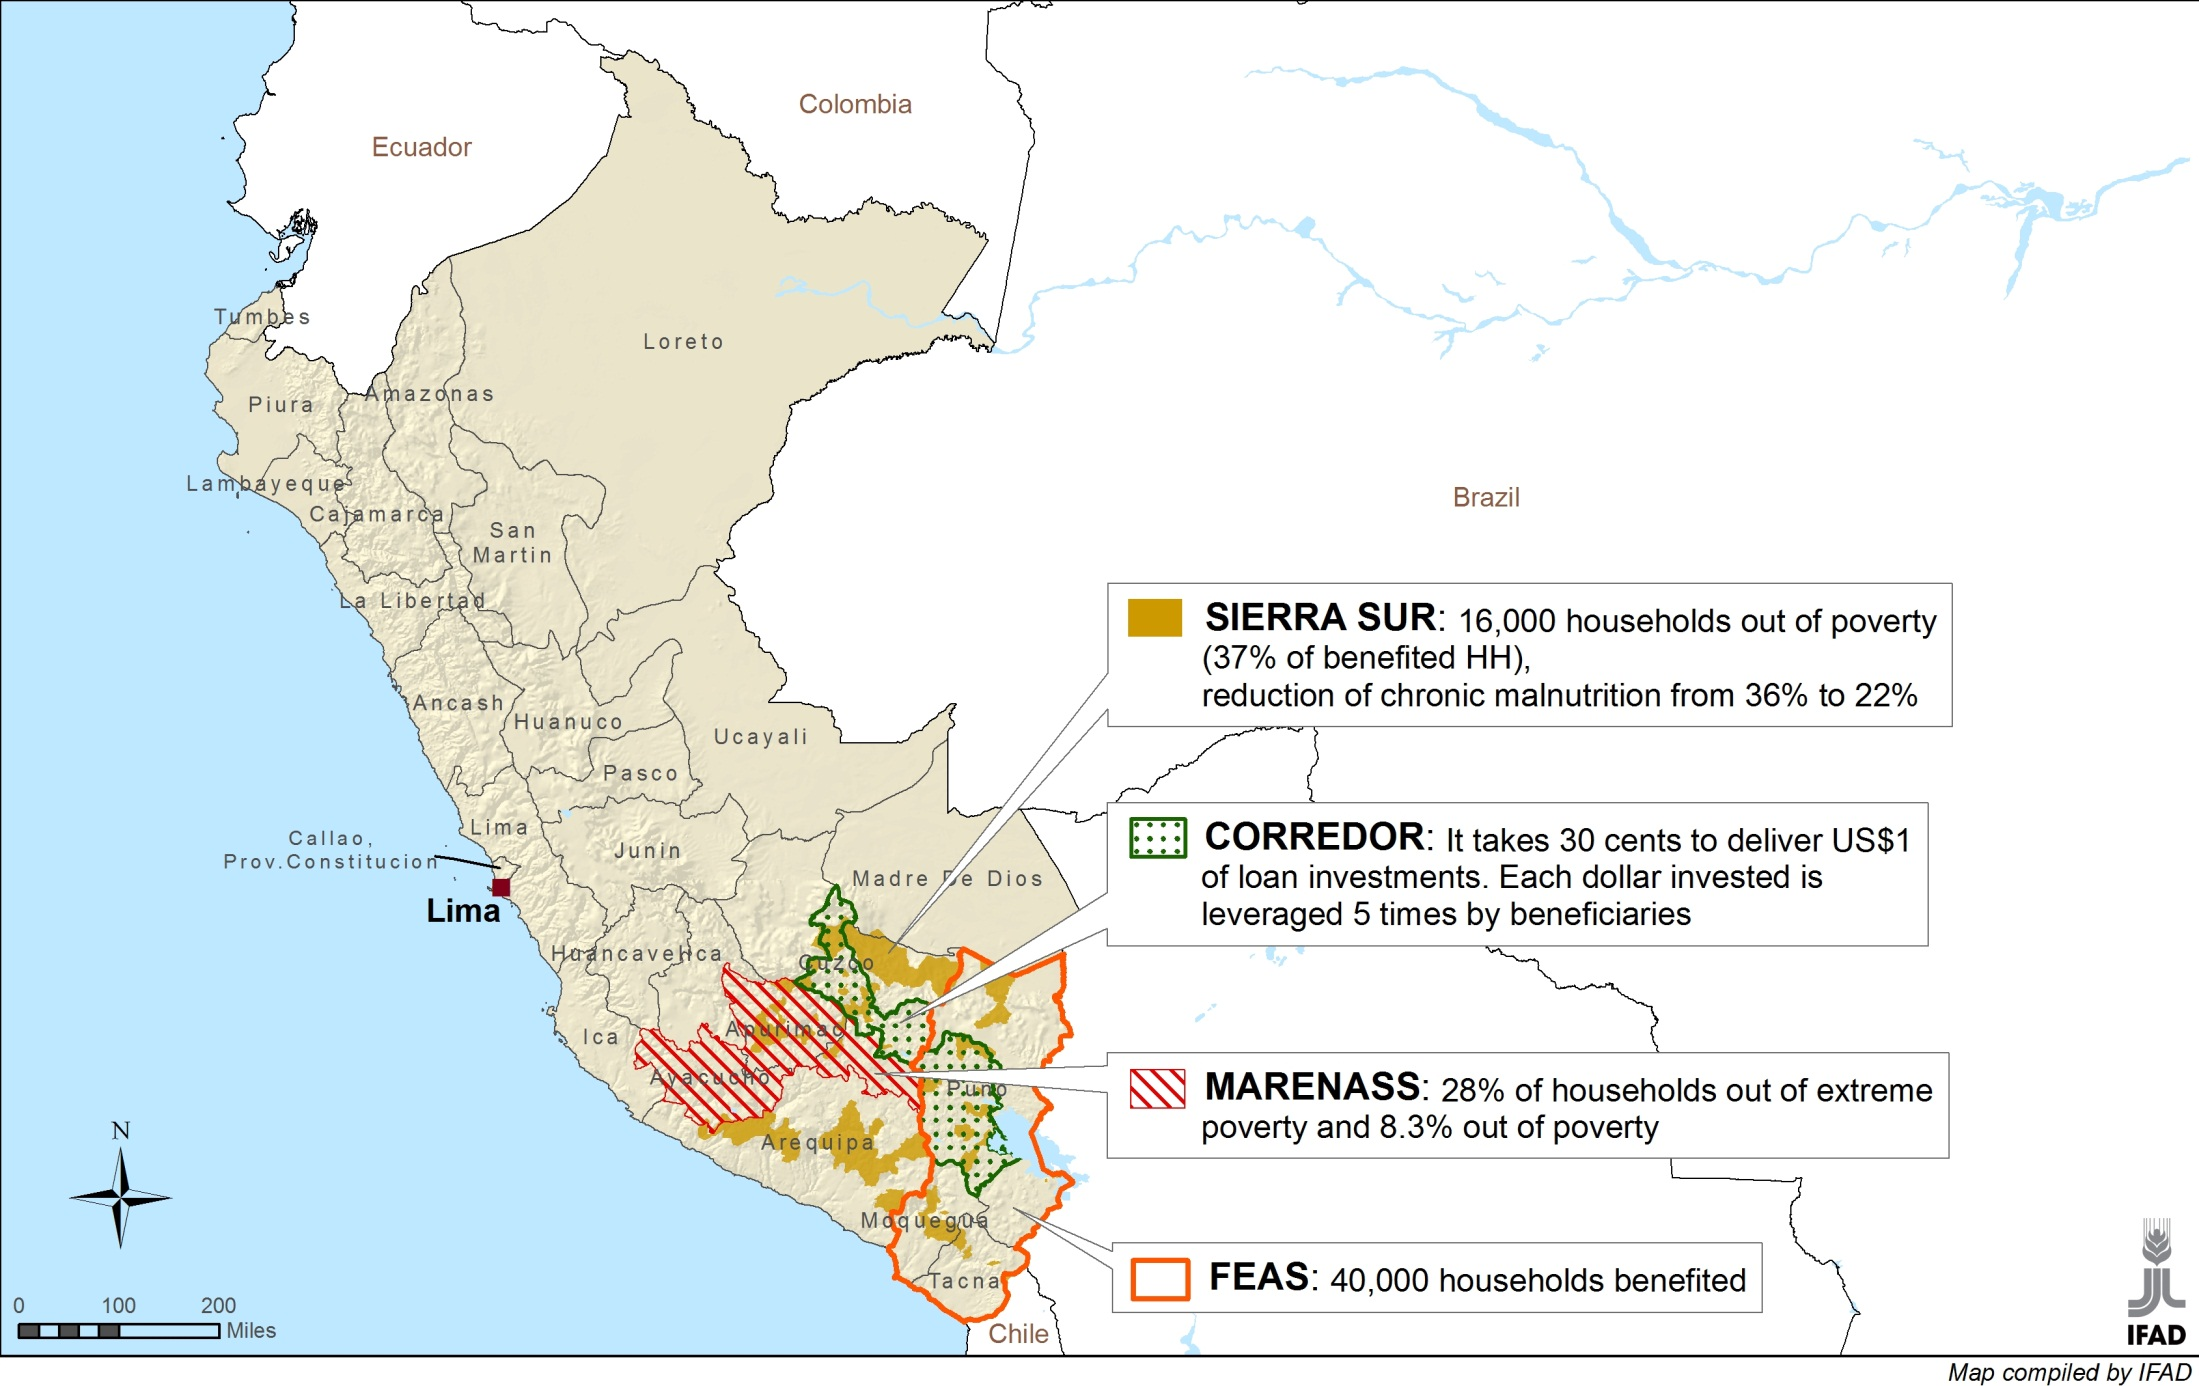 Colombia
Ecuador
Tumbes
Loreto
Amazonas
Piura
Lambayeque
Cajamarca
San
Martin
Brazil
La Libertad
SIERRA SUR: 16,000 households out of poverty
(37% of benefited HH),
reduction of chronic malnutrition from 36% to 22%
Ancash
Huanuco
Ucayali
Pasco
Lima
Callao,
Prov.Constitucion
Junin
CORREDOR: It takes 30 cents to deliver US$1
of loan investments. Each dollar invested is
leveraged 5 times by beneficiaries
Madre De Dios
Lima
Huancavelica
Cuzco
Ica
Apurimac
Ayacucho
Puno
MARENASS: 28% of households out of extreme
poverty and 8.3% out of poverty
Arequipa
N
Moquegua
FEAS: 40,000 households benefited
Tacna
0 100 200
Miles
Chile
IFAD
Map compiled by IFAD